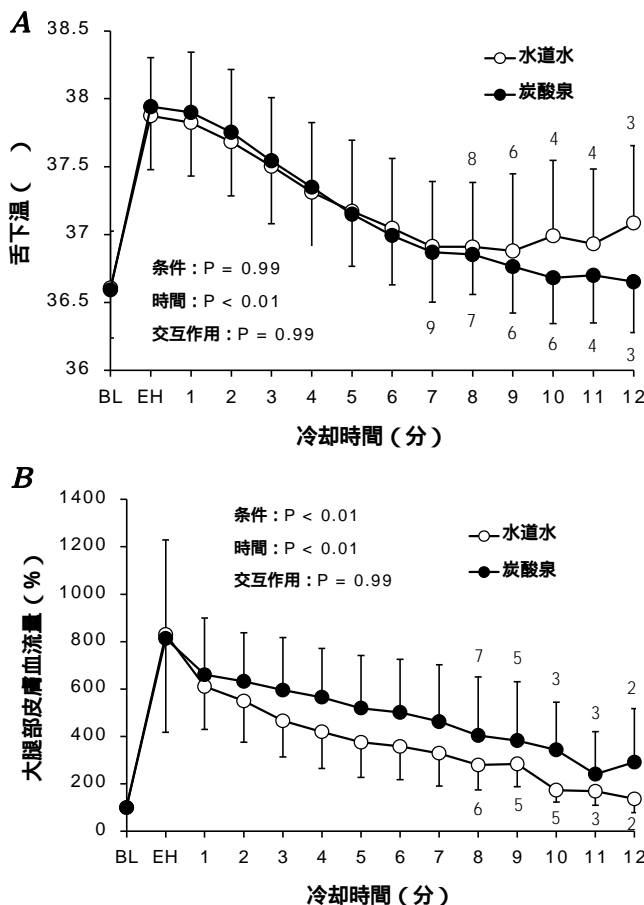 A
38.5
38
37.5
37
36.5
36
舌下温( )
水道水
炭酸泉
8 6 4 4 3
条件：P = 0.99
時間：P < 0.01
交互作用：P = 0.99
9 7 6 6 4 3
BL EH 1 2 3 4 5 6 7 8 9 10 11 12
冷却時間（分）
B
1400
1200
1000
800
600
400
200
0
大腿部皮膚血流量（%）
条件：P < 0.01
時間：P < 0.01
交互作用：P = 0.99
水道水
炭酸泉
7 5 3 3 2
6 5 5 3 2
BL EH 1 2 3 4 5 6 7 8 9 10 11 12
冷却時間（分）